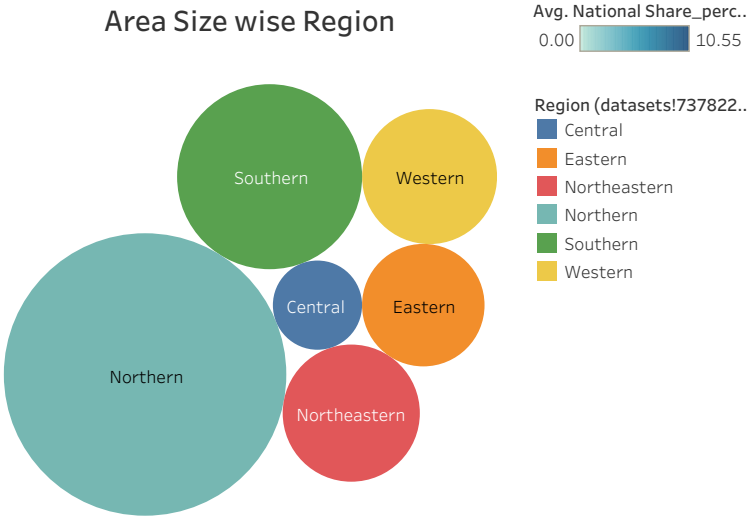 Area Size wise Region
Avg. National Share_perc..
0.00 10.55
Region (datasets!737822..
Central
Eastern
Northeastern
Northern
Southern
Western
Southern
Western
Central
Eastern
Northern
Northeastern